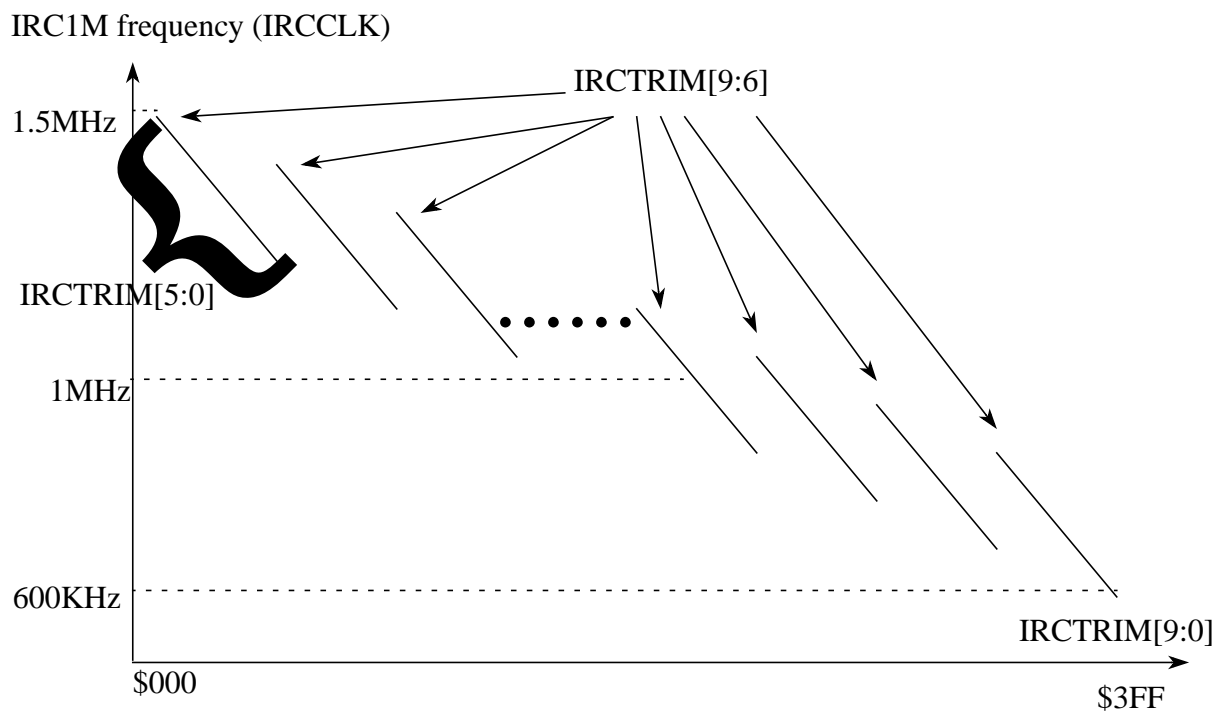 IRC1M frequency (IRCCLK)
IRCTRIM[9:6]
1.5MHz
IRCTRIM[5:0]
1MHz
600KHz
IRCTRIM[9:0]
$000
$3FF